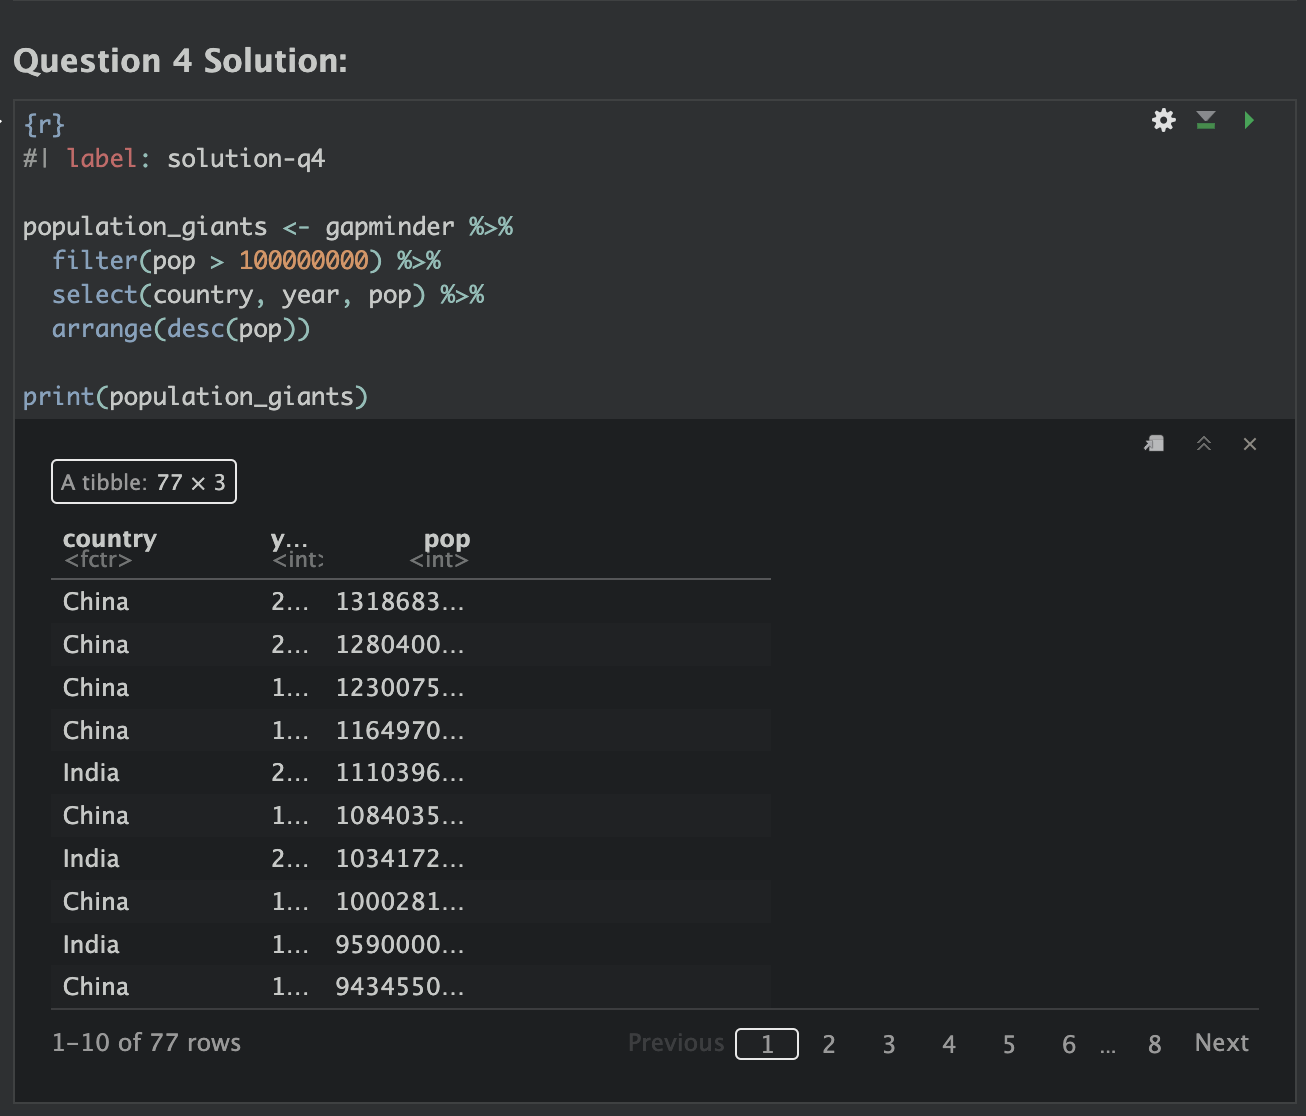 Question 4 Solution:
{r}
#| label: solution-q4
population_giants <- gapminder %>%
  filter(pop > 100000000) %>%
  select(country, year, pop) %>%
  arrange(desc(pop))
print(population_giants)
A tibble: 77 × 3
country y... pop
<fctr> <int> <int>
China 2... 1318683...
China 2... 1280400...
China 1... 1230075...
China 1... 1164970...
India 2... 1110396...
China 1... 1084035...
India 2... 1034172...
China 1... 1000281...
India 1... 9590000...
China 1... 9434550...
1-10 of 77 rows Previous 1 2 3 4 5 6 ... 8 Next